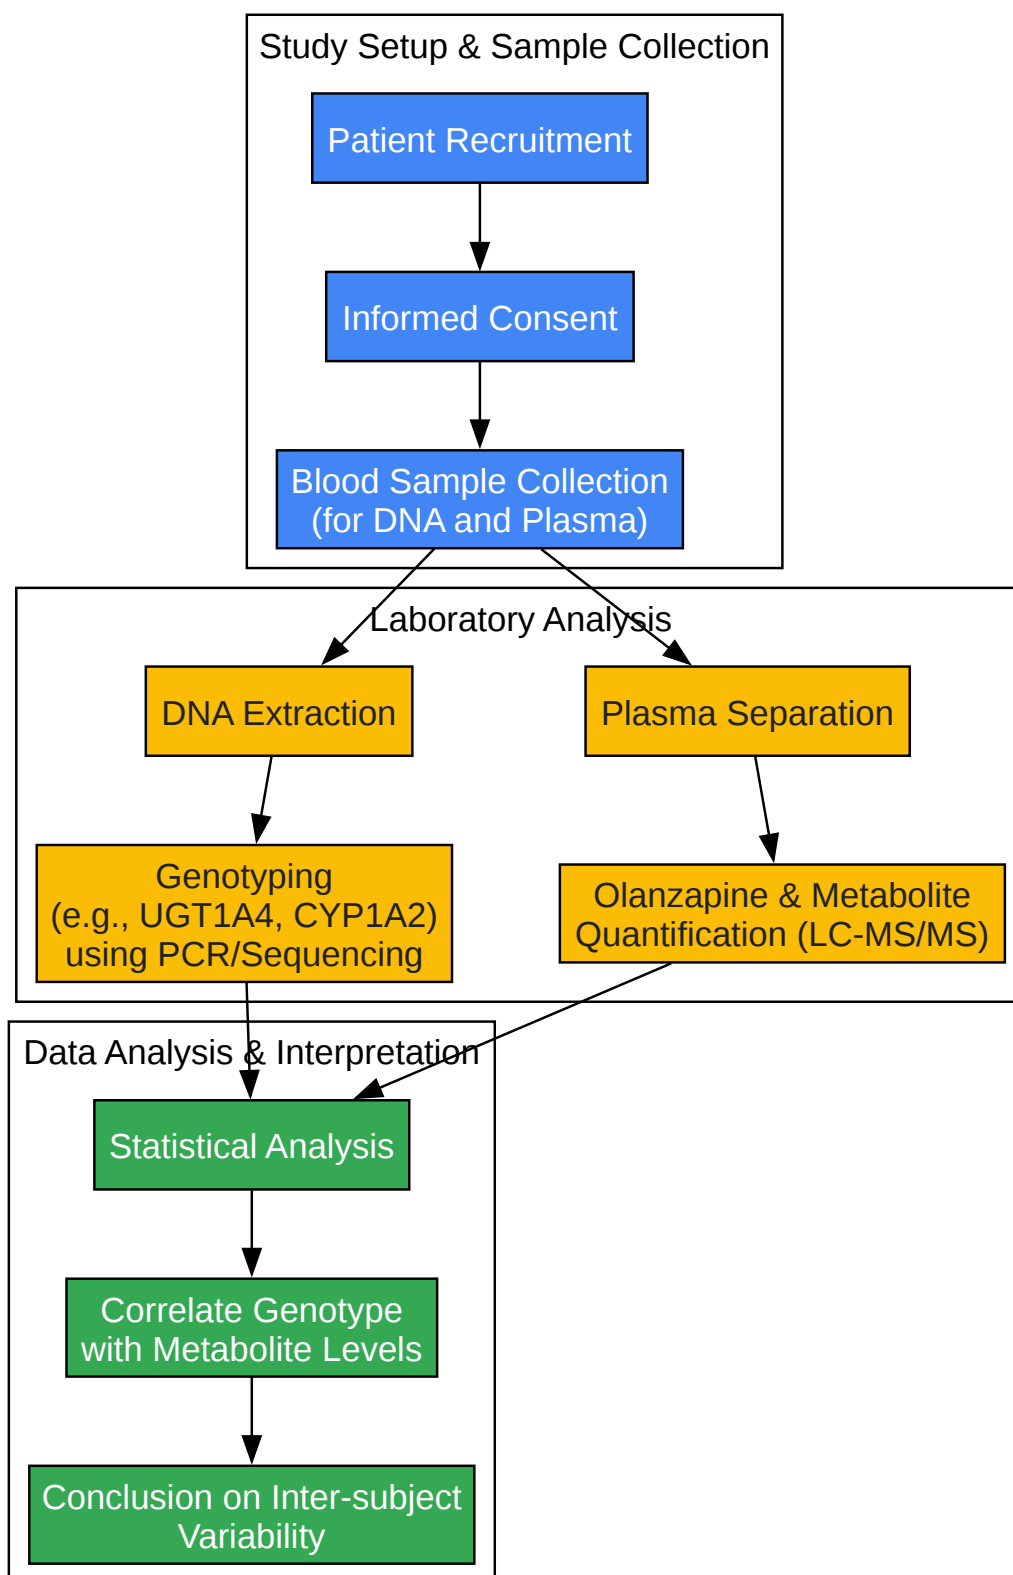 Study Setup & Sample Collection
Patient Recruitment
Informed Consent
Blood Sample Collection
(for DNA and Plasma)
Laboratory Analysis
DNA Extraction
Plasma Separation
Genotyping
(e.g., UGT1A4, CYP1A2)
using PCR/Sequencing
Olanzapine & Metabolite
Quantification (LC-MS/MS)
Data Analysis & Interpretation
Statistical Analysis
Correlate Genotype
with Metabolite Levels
Conclusion on Inter-subject
Variability